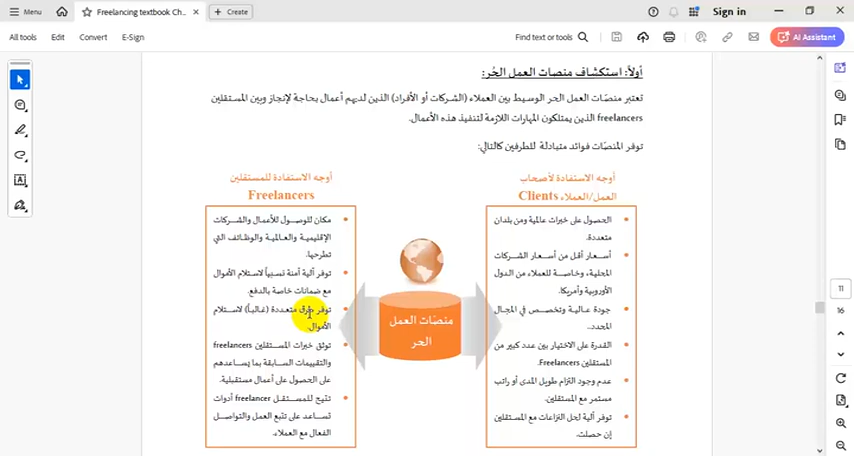 Menu
Freelancing textbook Ch...
Create
Sign in
All tools
Edit
Convert
E-Sign
Find text or tools
AI Assistant
أولاً: استكشاف منصات العمل الحُر:
تعتبر منصّات العمل الحر الوسيط بين العملاء (الشركات أو الأفراد) الذين لديهم أعمال بحاجة لإنجاز وبين المستقلين
freelancers الذين يمتلكون المهارات اللازمة لتنفيذ هذه الأعمال.
توفر المنصّات فوائد متبادلة للطرفين كالتالي:
أوجه الاستفادة لأصحاب
العمل/العملاء Clients
الحصول على خبرات عالمية ومن بلدان
متعددة.
أسعار أقل من أسعار الشركات
المحلية، وخاصة للعملاء من الدول
الأوروبية وأمريكا.
جودة عالية وتخصص في المجال
المحدد.
القدرة على الاختيار بين عدد كبير من
المستقلين Freelancers.
عدم وجود التزام طويل المدى أو راتب
مستمر مع المستقلين.
توفر آلية لحل النزاعات مع المستقلين
إن حصلت.
منصّات العمل
الحر
أوجه الاستفادة للمستقلين
Freelancers
مكان للوصول للأعمال والشركات
الإقليمية والعالمية والوظائف التي
تطرحها.
توفر آلية آمنة نسبياً لاستلام الأموال
مع ضمانات خاصة بالدفع.
توفر طرق متعددة (غالباً) لاستلام
الأموال.
توثق خبرات المستقلين freelancers
والتقييمات السابقة بما يساعدهم
على الحصول على أعمال مستقبلية.
تتيح للمستقل freelancer أدوات
تساعد على تتبع العمل والتواصل
الفعال مع العملاء.
11
16